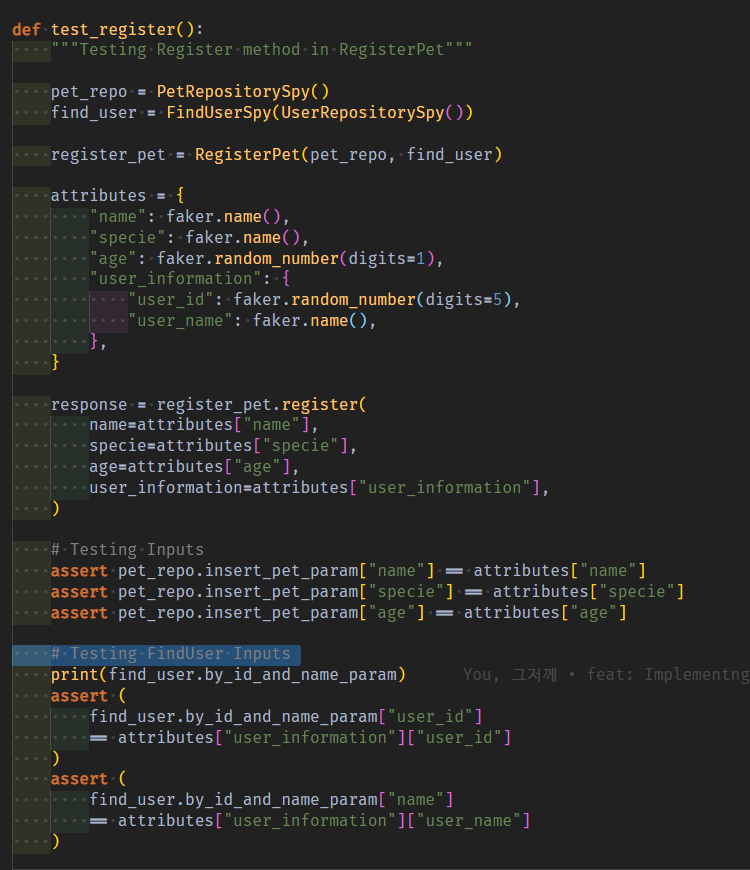 def test_register():
    """Testing Register method in RegisterPet"""

    pet_repo = PetRepositorySpy()
    find_user = FindUserSpy(UserRepositorySpy())

    register_pet = RegisterPet(pet_repo, find_user)

    attributes = {
        "name": faker.name(),
        "specie": faker.name(),
        "age": faker.random_number(digits=1),
        "user_information": {
            "user_id": faker.random_number(digits=5),
            "user_name": faker.name(),
        },
    }

    response = register_pet.register(
        name=attributes["name"],
        specie=attributes["specie"],
        age=attributes["age"],
        user_information=attributes["user_information"],
    )

    # Testing Inputs
    assert pet_repo.insert_pet_param["name"] == attributes["name"]
    assert pet_repo.insert_pet_param["specie"] == attributes["specie"]
    assert pet_repo.insert_pet_param["age"] == attributes["age"]

    # Testing FindUser Inputs
    print(find_user.by_id_and_name_param) You, 그저께 • feat: Implementng
    assert (
        find_user.by_id_and_name_param["user_id"]
        == attributes["user_information"]["user_id"]
    )
    assert (
        find_user.by_id_and_name_param["name"]
        == attributes["user_information"]["user_name"]
    )